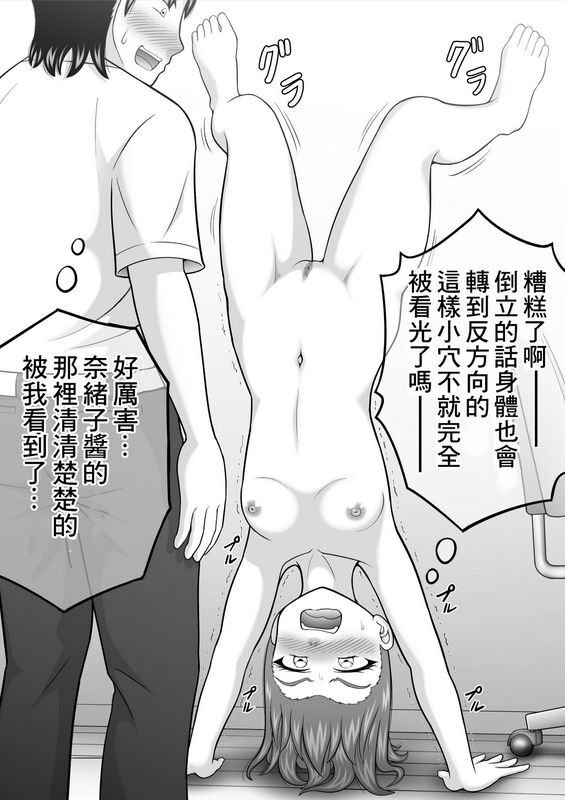 グラ
グラ
糟糕了啊——
倒立的話身體也會
轉到反方向的
這樣小穴不就完全
被看光了嗎——
好厲害…
奈緒子醬的
那裡清清楚楚的
被我看到了…
プル
プル
プル
プル